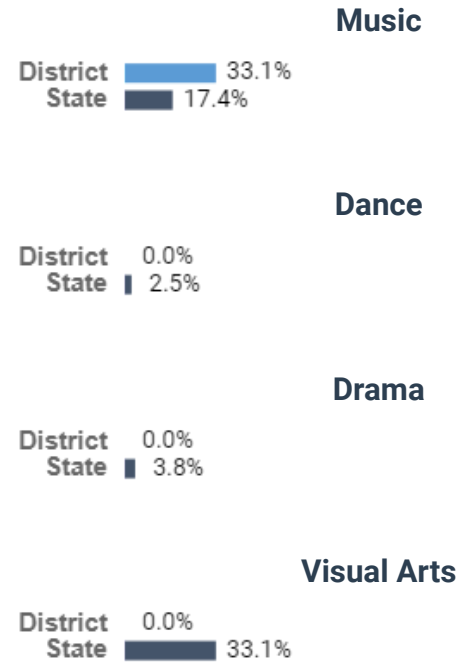 Music
District 33.1%
State 17.4%
Dance
District 0.0%
State 2.5%
Drama
District 0.0%
State 3.8%
Visual Arts
District 0.0%
State 33.1%